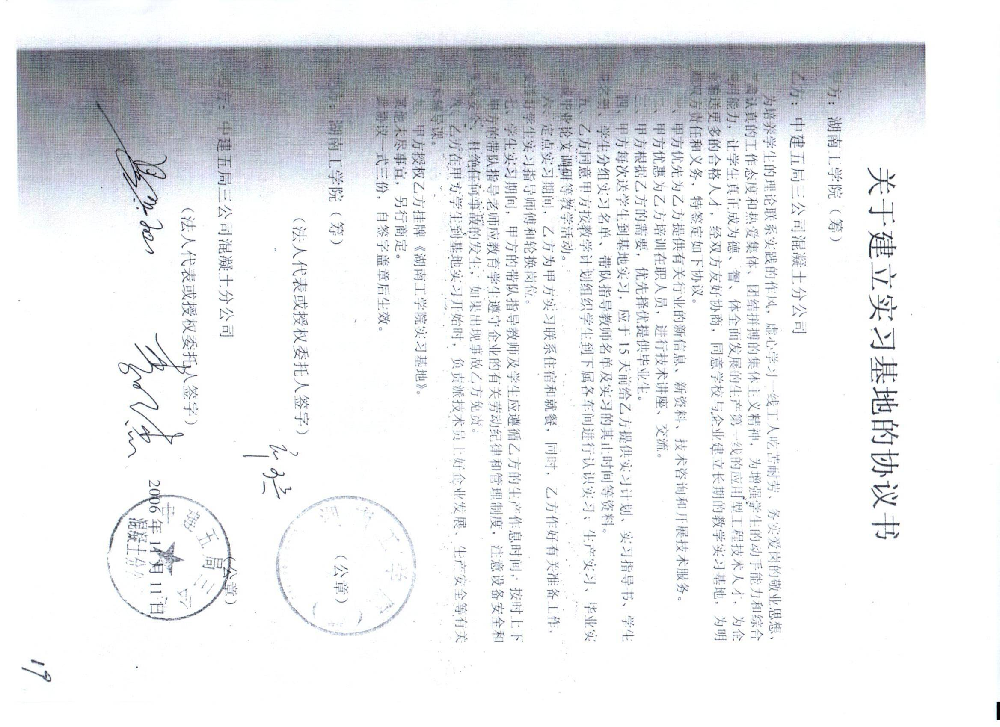 关于建立实习基地的协议书
甲方：湖南工学院（筹）
乙方：中建五局三公司混凝土分公司
为培养学生的理论联系实践的作风，虚心学习一线工人吃苦耐劳、务实爱岗的敬业思想、
严肃认真的工作态度和热爱集体、团结拼搏的集体主义精神，为增强学生的动手能力和综合
应用能力，让学生真正成为德、智、体全面发展的生产第一线的应用型工程技术人才，为企
业输送更多的合格人才，经双方友好协商，同意学校与企业建立长期的教学实习基地，为明
确双方责任和义务，特签定如下协议。
一、甲方优先为乙方提供有关行业的新信息、新资料、技术咨询和开展技术服务。
二、甲方优惠为乙方培训在职人员，进行技术讲座、交流。
三、甲方根据乙方的需要，优先择优提供毕业生。
四、甲方每次送学生到基地实习，应于15天前给乙方提供实习计划、实习指导书、学生
花名册、学生分组实习名单、带队指导教师名单及实习的其止时间等资料。
五、乙方同意甲方按教学计划组织学生到下属各车间进行认识实习、生产实习、毕业实
习或毕业论文调研等教学活动。
六、定点实习期间，乙方为甲方实习联系住宿和就餐，同时，乙方作好有关准备工作，
安排好学生实习指导师傅和轮换岗位。
七、学生实习期间，甲方的带队指导教师及学生应遵循乙方的生产作息时间，按时上下
班，甲方的带队指导老师应教育学生遵守企业的有关劳动纪律和管理制度，注意设备安全和
人身安全，杜绝任何事故的发生；如果出现事故乙方免责。
八、乙方在甲方学生到基地实习开始时，负责派技术员上好企业发展、生产安全等有关
的实习辅导课。
九、甲方授权乙方挂牌《湖南工学院实习基地》。
其他未尽事宜，另行商定。
此协议一式三份，自签字盖章后生效。
甲方：湖南工学院（筹）
（法人代表或授权委托人签字）
（公章）
乙方：中建五局三公司混凝土分公司
（法人代表或授权委托人签字）
（公章）
中建五局三公
混凝土分
2006年11月11日
19